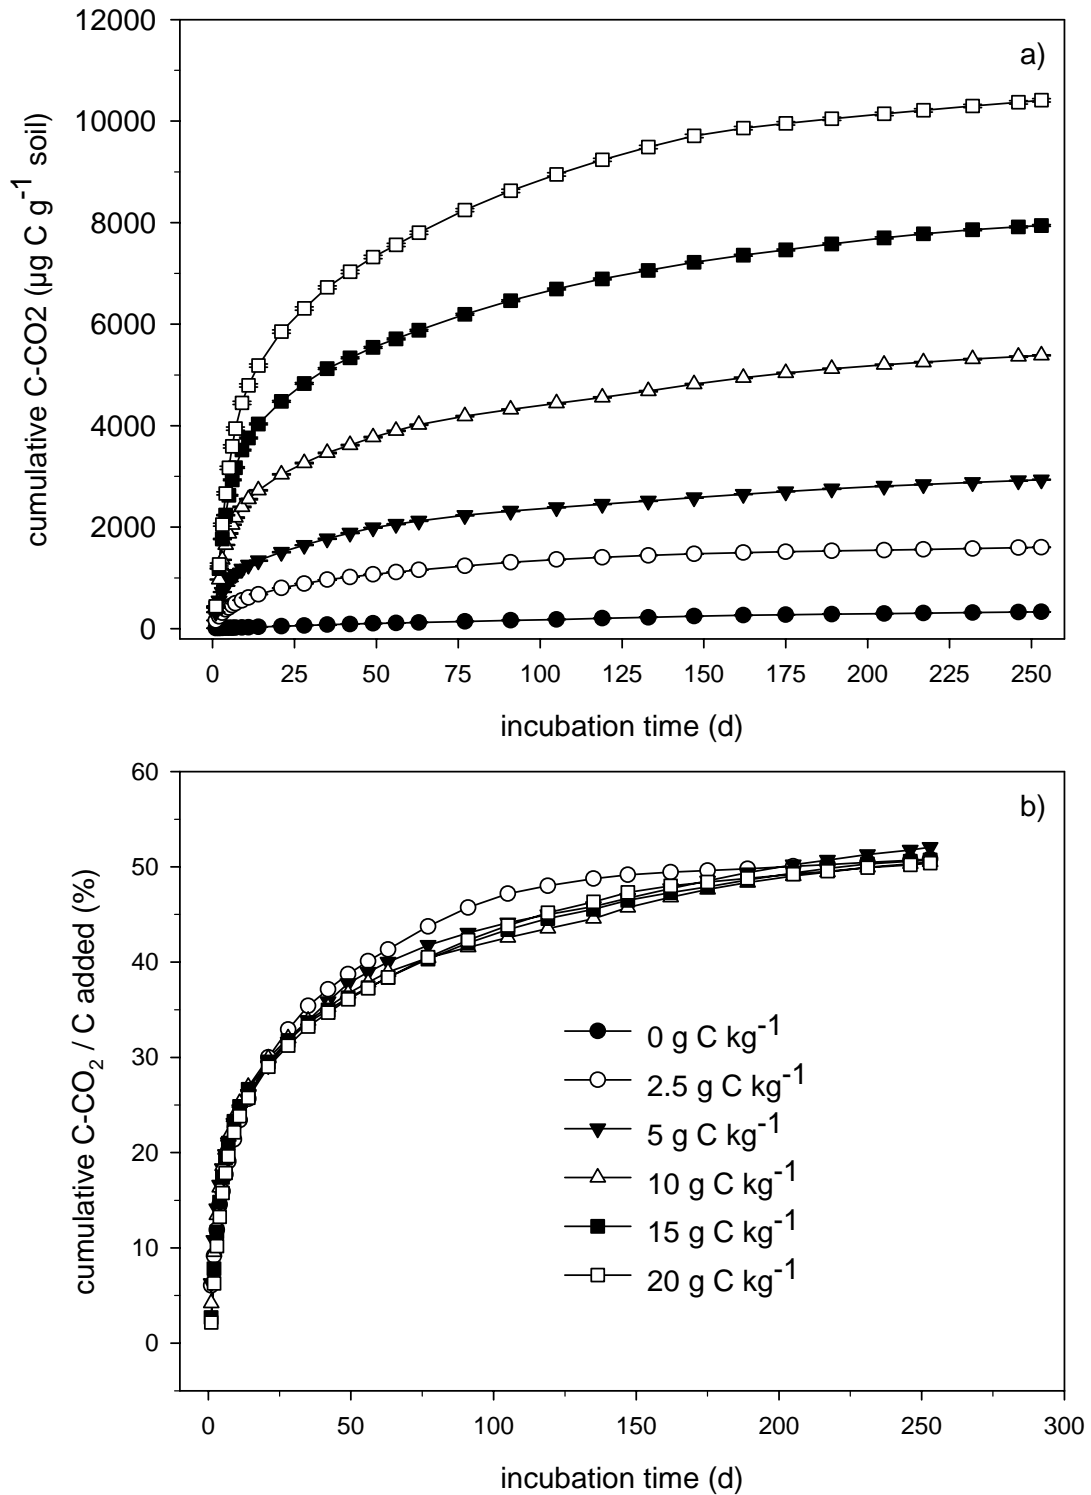 12000
10000
8000
6000
4000
2000
0
cumulative C-CO2 (µg C g⁻¹ soil)
a)
0 25 50 75 100 125 150 175 200 225 250
incubation time (d)
60
50
40
30
20
10
0
cumulative C-CO₂ / C added (%)
b)
0 g C kg⁻¹
2.5 g C kg⁻¹
5 g C kg⁻¹
10 g C kg⁻¹
15 g C kg⁻¹
20 g C kg⁻¹
0 50 100 150 200 250 300
incubation time (d)